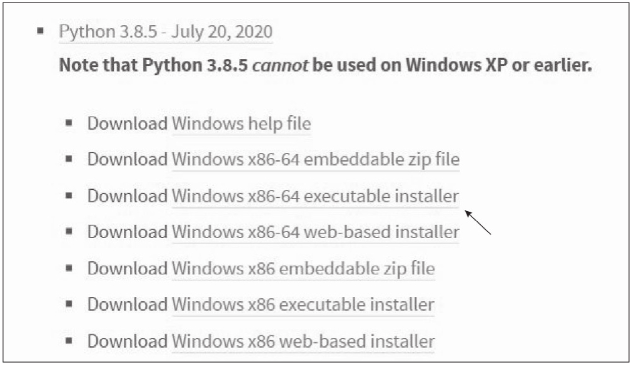 Python 3.8.5 - July 20, 2020
Note that Python 3.8.5 cannot be used on Windows XP or earlier.
Download Windows help file
Download Windows x86-64 embeddable zip file
Download Windows x86-64 executable installer
Download Windows x86-64 web-based installer
Download Windows x86 embeddable zip file
Download Windows x86 executable installer
Download Windows x86 web-based installer